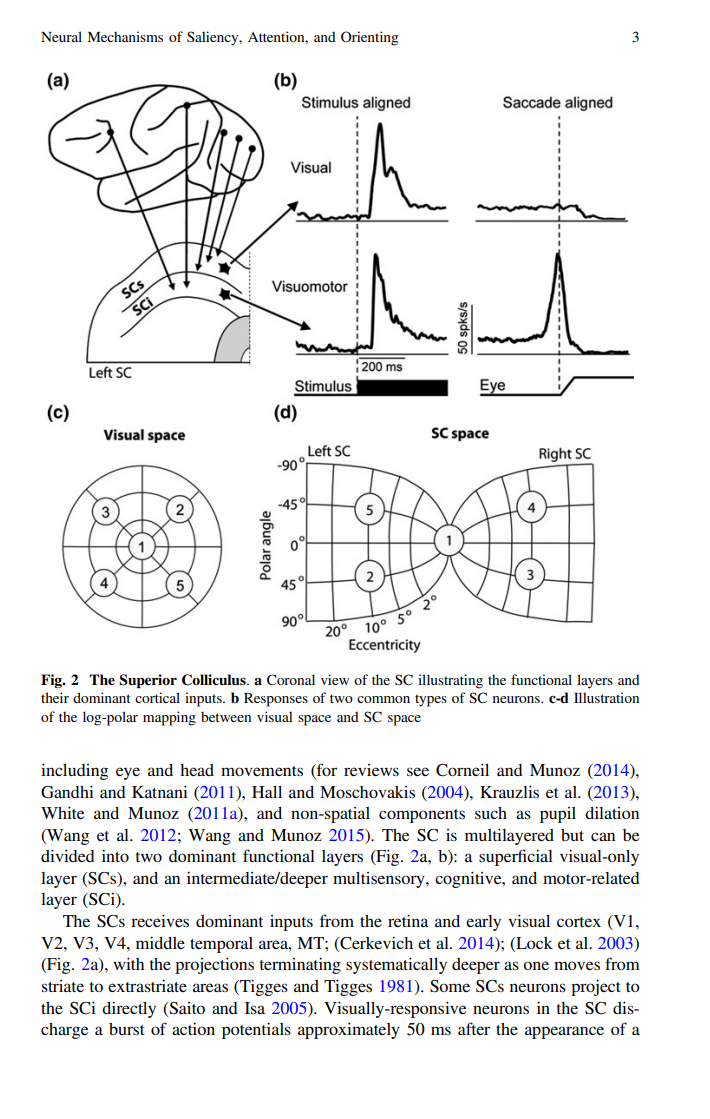 Neural Mechanisms of Saliency, Attention, and Orienting 3
(a)
SCs
SCi
Left SC
(b)
Stimulus aligned Saccade aligned
Visual
Visuomotor
50 spks/s
200 ms
Stimulus
Eye
(c)
Visual space
3 2
1
4 5
(d)
SC space
Left SC Right SC
-90°
-45°
0°
45°
90°
Polar angle
5 4
1
2 3
20° 10° 5° 2°
Eccentricity
Fig. 2 The Superior Colliculus. a Coronal view of the SC illustrating the functional layers and
their dominant cortical inputs. b Responses of two common types of SC neurons. c-d Illustration
of the log-polar mapping between visual space and SC space
including eye and head movements (for reviews see Corneil and Munoz (2014),
Gandhi and Katnani (2011), Hall and Moschovakis (2004), Krauzlis et al. (2013),
White and Munoz (2011a), and non-spatial components such as pupil dilation
(Wang et al. 2012; Wang and Munoz 2015). The SC is multilayered but can be
divided into two dominant functional layers (Fig. 2a, b): a superficial visual-only
layer (SCs), and an intermediate/deeper multisensory, cognitive, and motor-related
layer (SCi).
The SCs receives dominant inputs from the retina and early visual cortex (V1,
V2, V3, V4, middle temporal area, MT; (Cerkevich et al. 2014); (Lock et al. 2003)
(Fig. 2a), with the projections terminating systematically deeper as one moves from
striate to extrastriate areas (Tigges and Tigges 1981). Some SCs neurons project to
the SCi directly (Saito and Isa 2005). Visually-responsive neurons in the SC dis-
charge a burst of action potentials approximately 50 ms after the appearance of a